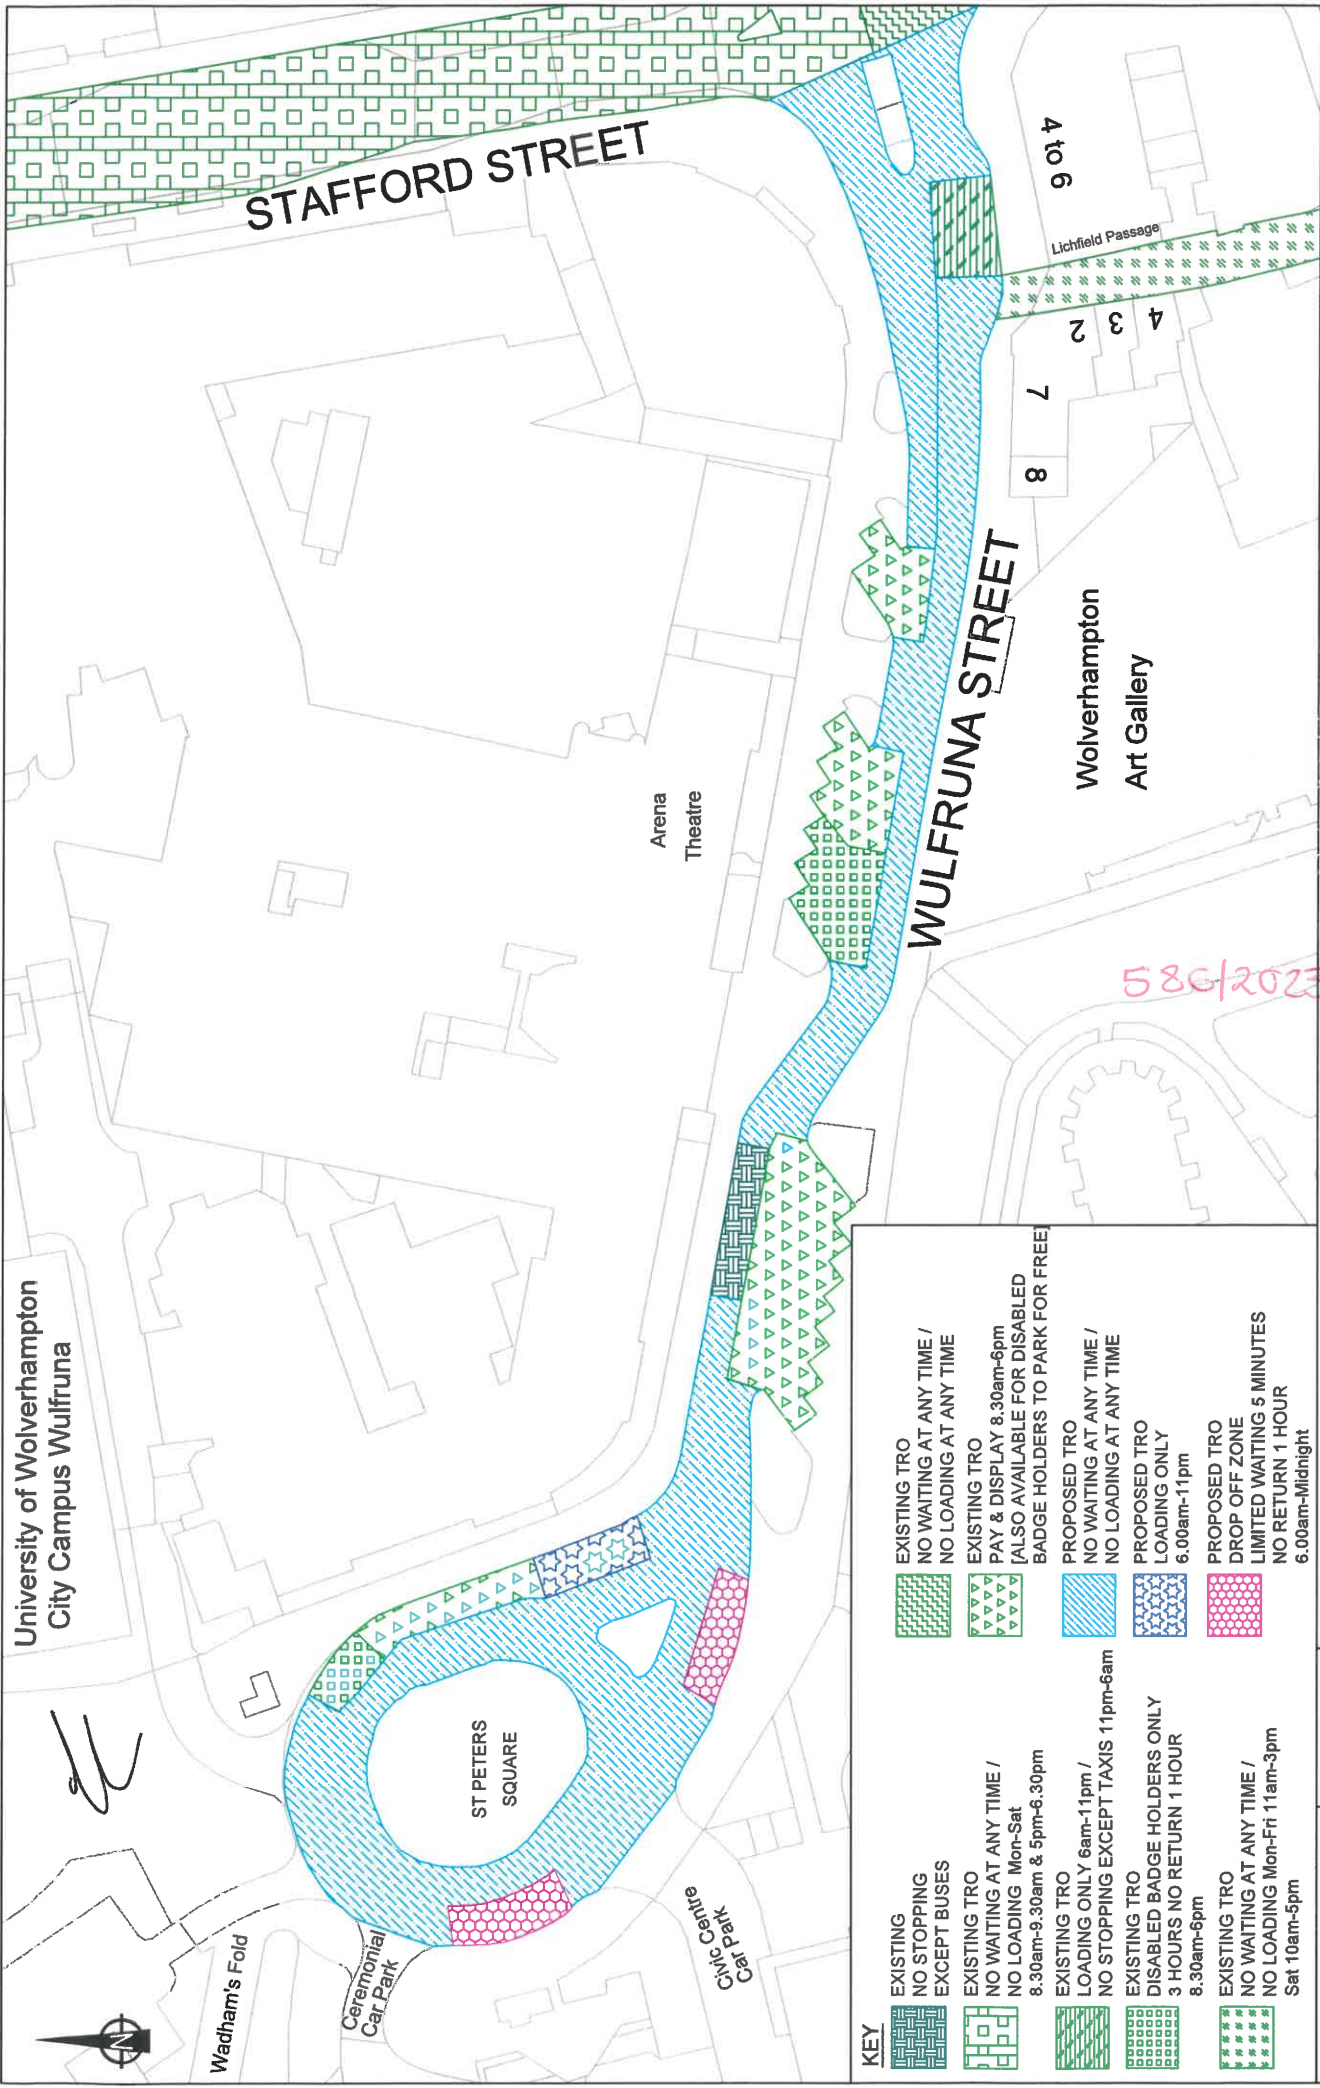 University of Wolverhampton
City Campus Wulfruna
STAFFORD STREET
Wadham's Fold
Ceremonial
Car Park
ST PETERS
SQUARE
Civic Centre
Car Park
Arena
Theatre
WULFRUNA STREET
Wolverhampton
Art Gallery
8
7
2
3
4
Lichfield Passage
4 to 6
586/2023
N
KEY
EXISTING
NO STOPPING
EXCEPT BUSES
EXISTING TRO
NO WAITING AT ANY TIME /
NO LOADING Mon-Sat
8.30am-9.30am & 5pm-6.30pm
EXISTING TRO
LOADING ONLY 6am-11pm /
NO STOPPING EXCEPT TAXIS 11pm-6am
EXISTING TRO
DISABLED BADGE HOLDERS ONLY
3 HOURS NO RETURN 1 HOUR
8.30am-6pm
EXISTING TRO
NO WAITING AT ANY TIME /
NO LOADING Mon-Fri 11am-3pm
Sat 10am-5pm
EXISTING TRO
NO WAITING AT ANY TIME /
NO LOADING AT ANY TIME
EXISTING TRO
PAY & DISPLAY 8.30am-6pm
[ALSO AVAILABLE FOR DISABLED
BADGE HOLDERS TO PARK FOR FREE]
PROPOSED TRO
NO WAITING AT ANY TIME /
NO LOADING AT ANY TIME
PROPOSED TRO
LOADING ONLY
6.00am-11pm
PROPOSED TRO
DROP OFF ZONE
LIMITED WAITING 5 MINUTES
NO RETURN 1 HOUR
6.00am-Midnight